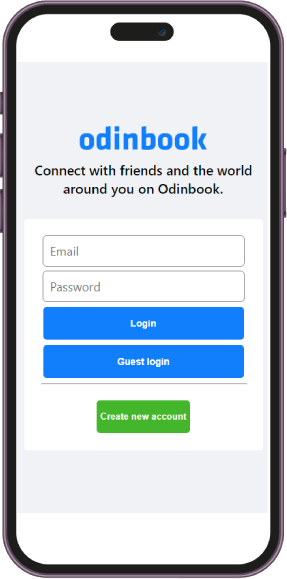 odinbook
Connect with friends and the world
around you on Odinbook.
Email
Password
Login
Guest login
Create new account